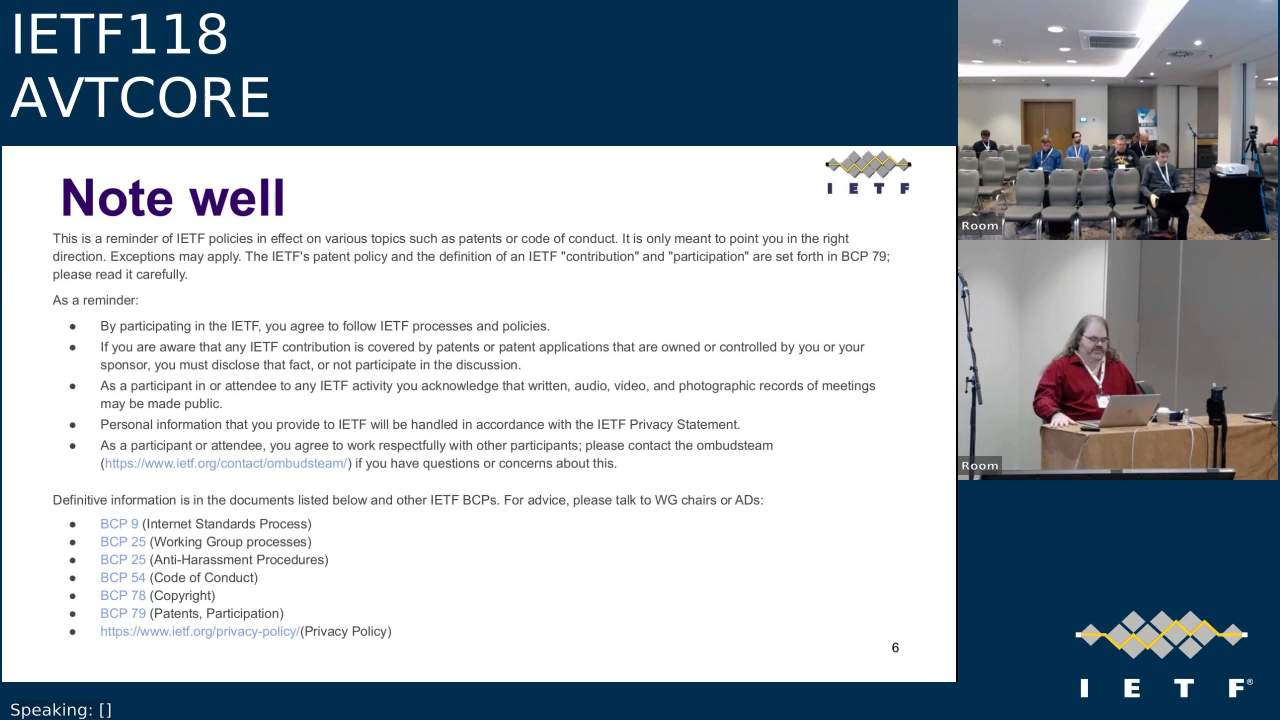 IETF118
AVTCORE
I E T F
Note well
This is a reminder of IETF policies in effect on various topics such as patents or code of conduct. It is only meant to point you in the right
direction. Exceptions may apply. The IETF's patent policy and the definition of an IETF "contribution" and "participation" are set forth in BCP 79;
please read it carefully.
As a reminder:
● By participating in the IETF, you agree to follow IETF processes and policies.
● If you are aware that any IETF contribution is covered by patents or patent applications that are owned or controlled by you or your
sponsor, you must disclose that fact, or not participate in the discussion.
● As a participant in or attendee to any IETF activity you acknowledge that written, audio, video, and photographic records of meetings
may be made public.
● Personal information that you provide to IETF will be handled in accordance with the IETF Privacy Statement.
● As a participant or attendee, you agree to work respectfully with other participants; please contact the ombudsteam
(https://www.ietf.org/contact/ombudsteam/) if you have questions or concerns about this.
Definitive information is in the documents listed below and other IETF BCPs. For advice, please talk to WG chairs or ADs:
● BCP 9 (Internet Standards Process)
● BCP 25 (Working Group processes)
● BCP 25 (Anti-Harassment Procedures)
● BCP 54 (Code of Conduct)
● BCP 78 (Copyright)
● BCP 79 (Patents, Participation)
● https://www.ietf.org/privacy-policy/(Privacy Policy)
6
Room
Room
I E T F®
Speaking: []